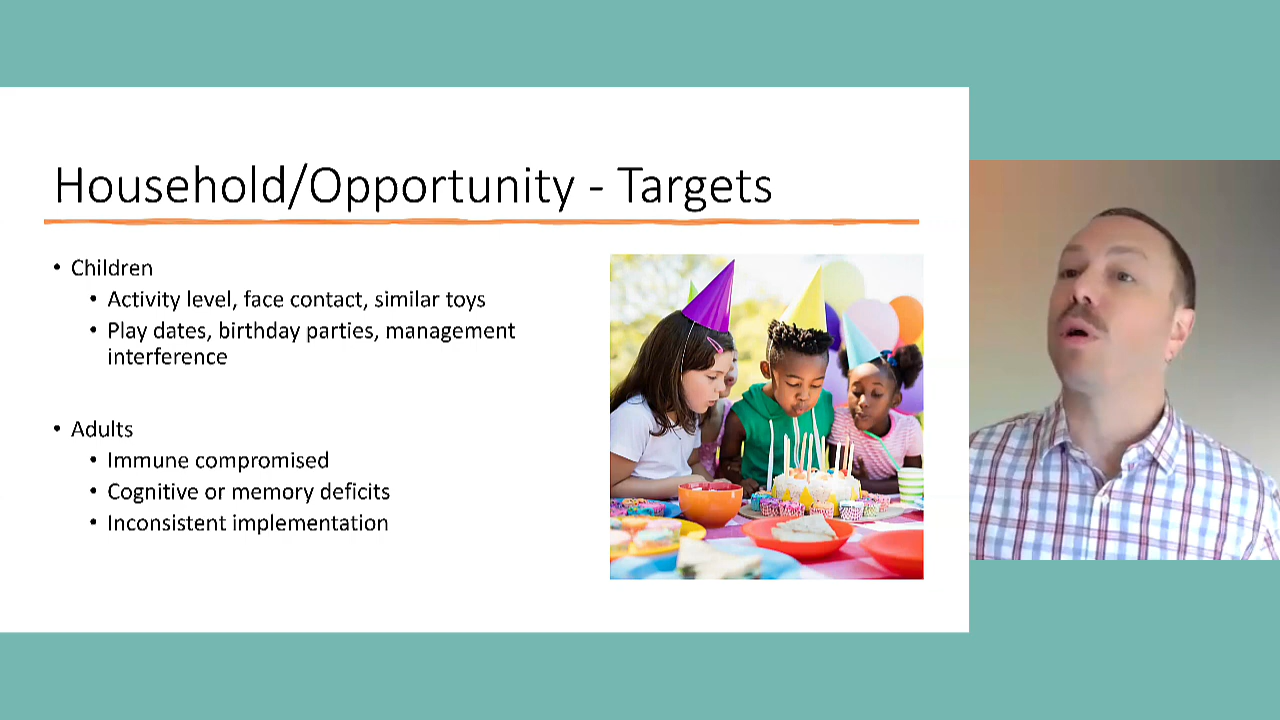 Household/Opportunity - Targets
• Children
• Activity level, face contact, similar toys
• Play dates, birthday parties, management
interference
• Adults
• Immune compromised
• Cognitive or memory deficits
• Inconsistent implementation